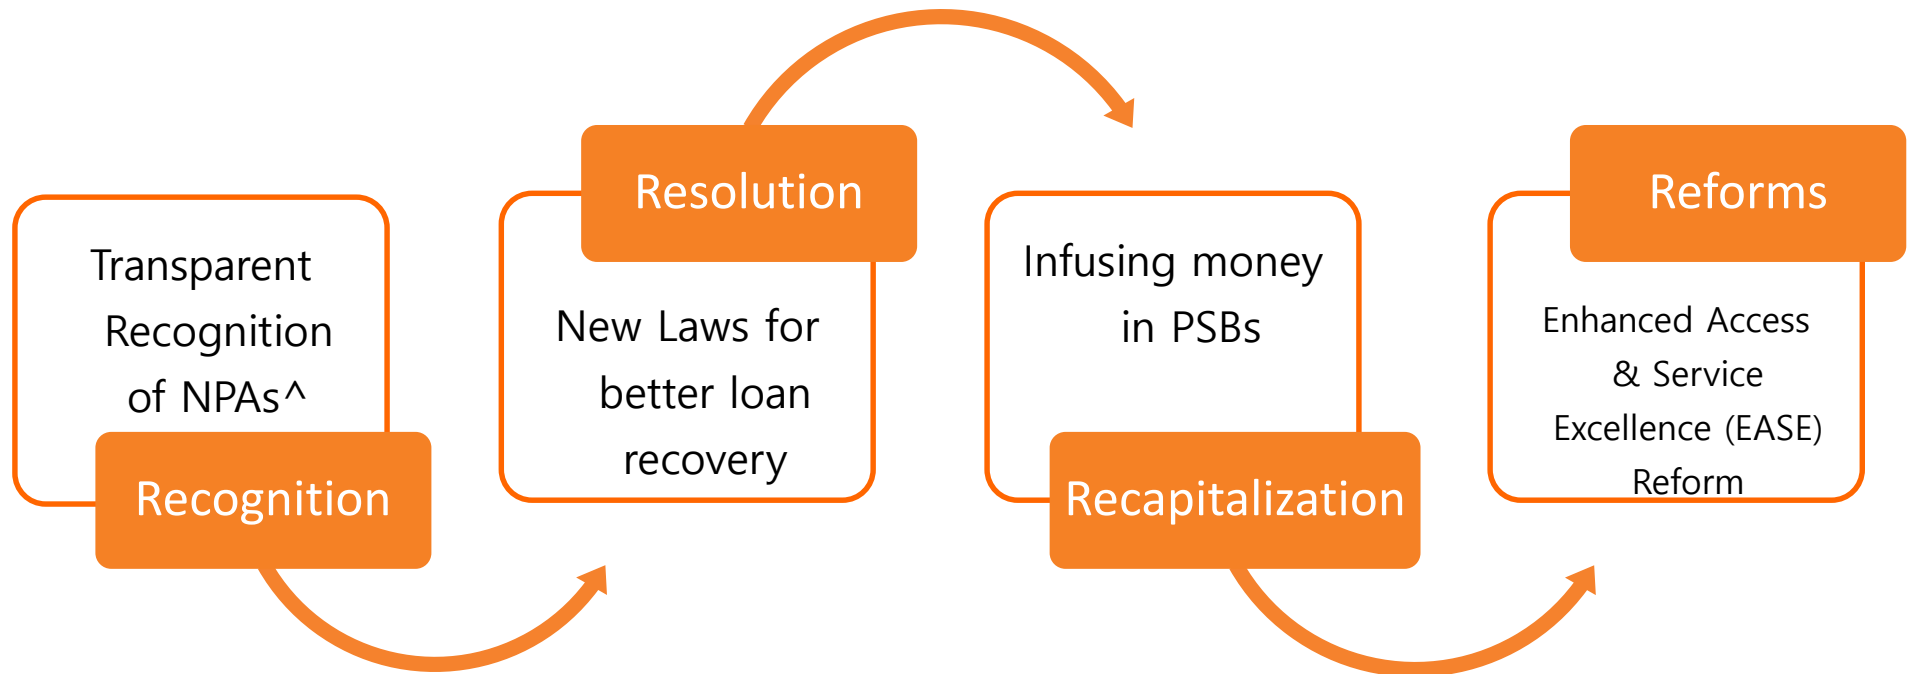 Transparent
Recognition
of NPAs^
Recognition
Resolution
New Laws for
better loan
recovery
Infusing money
in PSBs
Recapitalization
Reforms
Enhanced Access
& Service
Excellence (EASE)
Reform